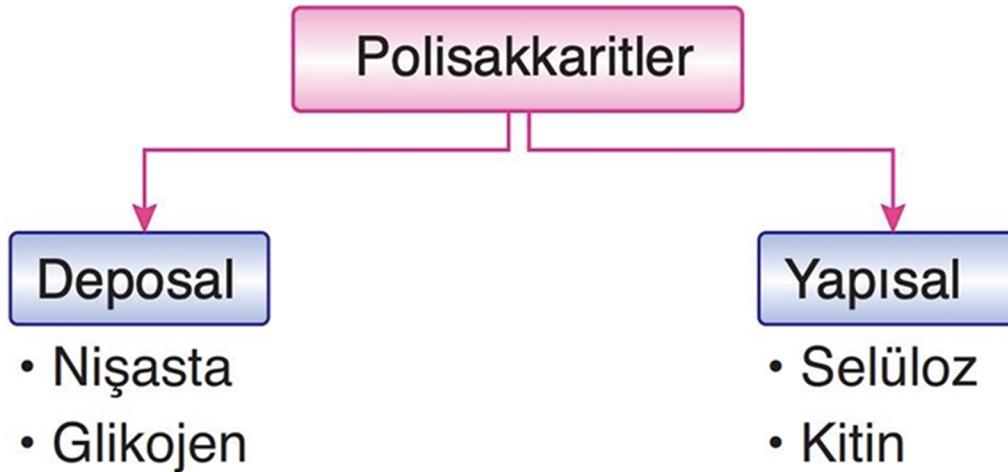 Polisakkaritler
Deposal
• Nişasta
• Glikojen
Yapısal
• Selüloz
• Kitin